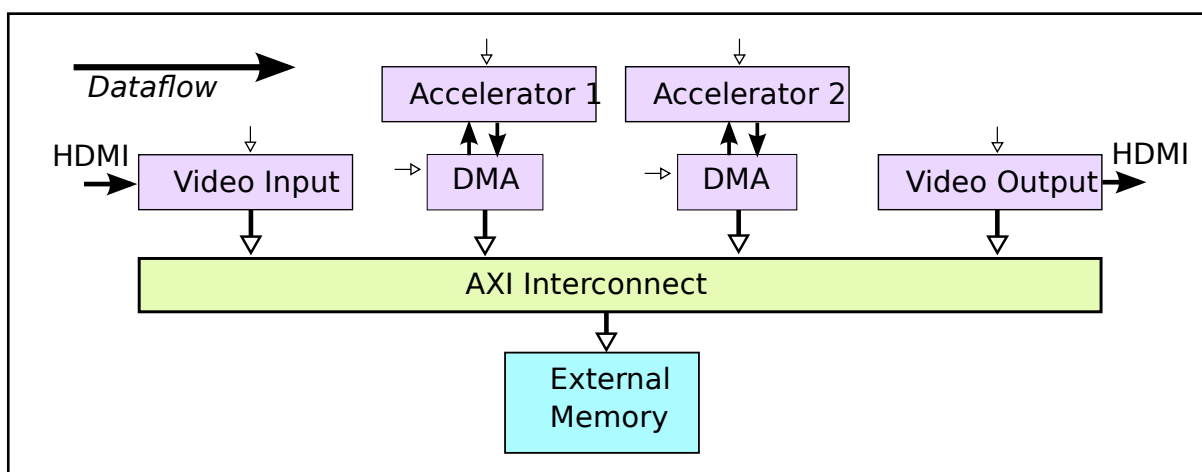 Dataflow
Accelerator 1
Accelerator 2
HDMI
Video Input
DMA
DMA
Video Output
HDMI
AXI Interconnect
External
Memory